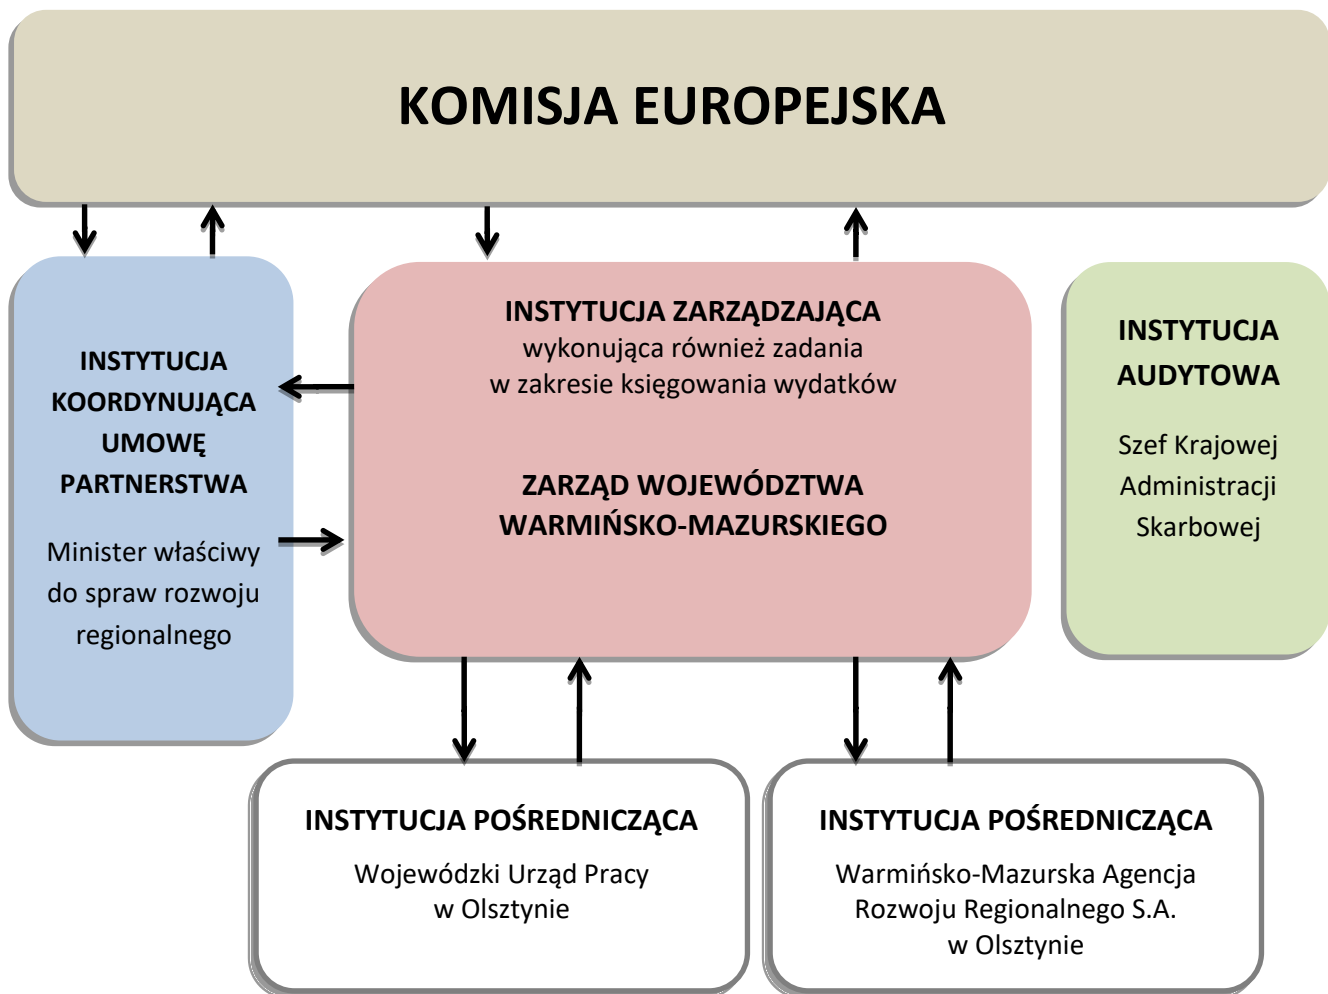 KOMISJA EUROPEJSKA
INSTYTUCJA
KOORDYNUJĄCA
UMOWĘ
PARTNERSTWA
Minister właściwy
do spraw rozwoju
regionalnego
INSTYTUCJA ZARZĄDZAJĄCA
wykonująca również zadania
w zakresie księgowania wydatków
ZARZĄD WOJEWÓDZTWA
WARMIŃSKO-MAZURSKIEGO
INSTYTUCJA
AUDYTOWA
Szef Krajowej
Administracji
Skarbowej
INSTYTUCJA POŚREDNICZĄCA
Wojewódzki Urząd Pracy
w Olsztynie
INSTYTUCJA POŚREDNICZĄCA
Warmińsko-Mazurska Agencja
Rozwoju Regionalnego S.A.
w Olsztynie